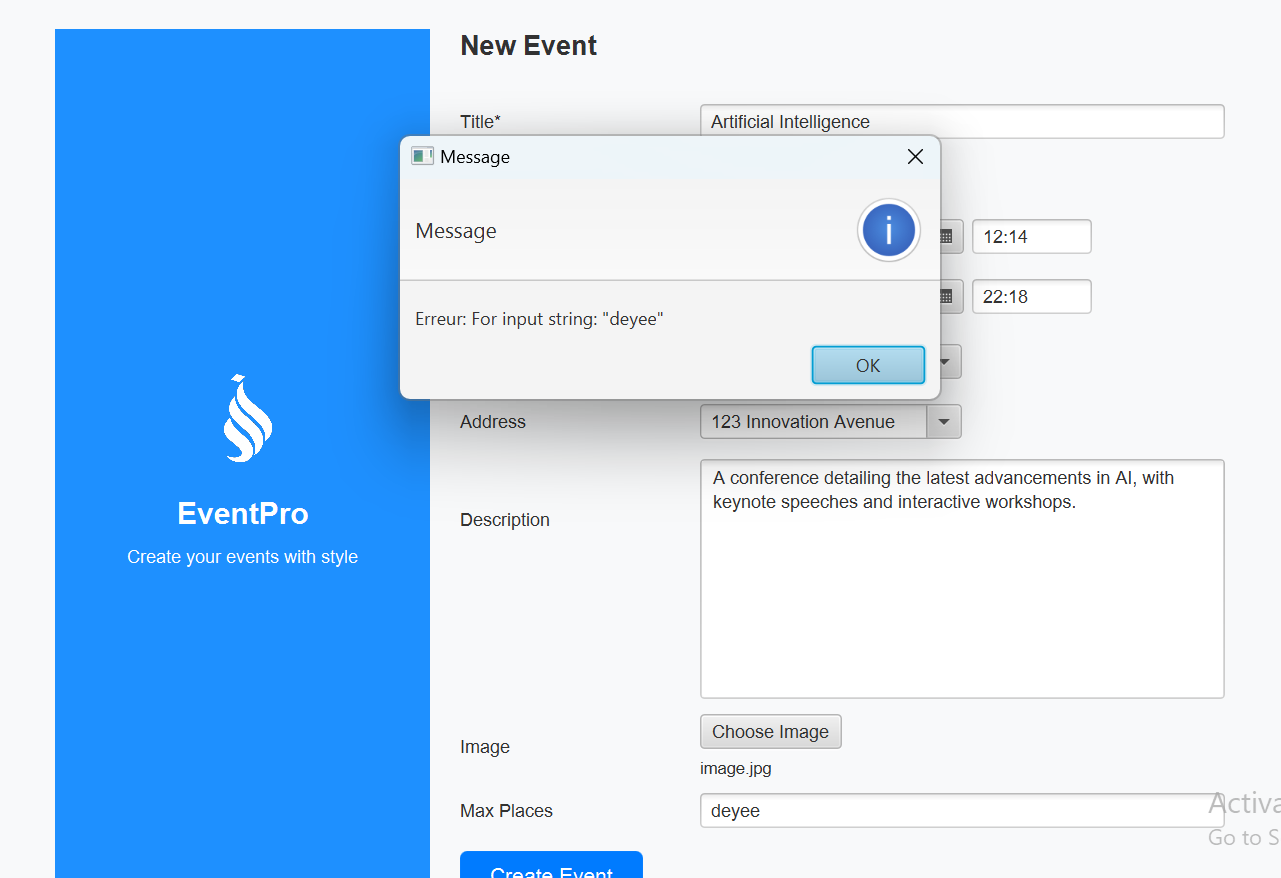 New Event
Title*
Artificial Intelligence
Message
Message
i
Erreur: For input string: "deyee"
OK
12:14
22:18
Address
123 Innovation Avenue
Description
A conference detailing the latest advancements in AI, with
keynote speeches and interactive workshops.
EventPro
Create your events with style
Image
Choose Image
image.jpg
Max Places
deyee
Create Event
Activa
Go to S